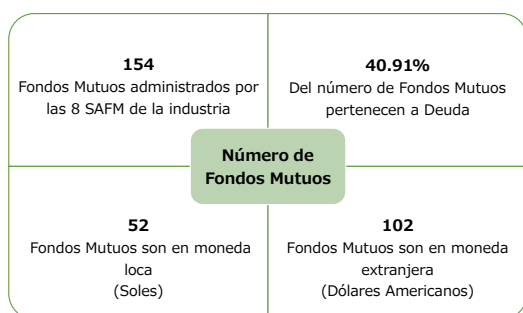 154
Fondos Mutuos administrados por
las 8 SAFM de la industria
40.91%
Del número de Fondos Mutuos
pertenecen a Deuda
Número de
Fondos Mutuos
52
Fondos Mutuos son en moneda
loca
(Soles)
102
Fondos Mutuos son en moneda
extranjera
(Dólares Americanos)